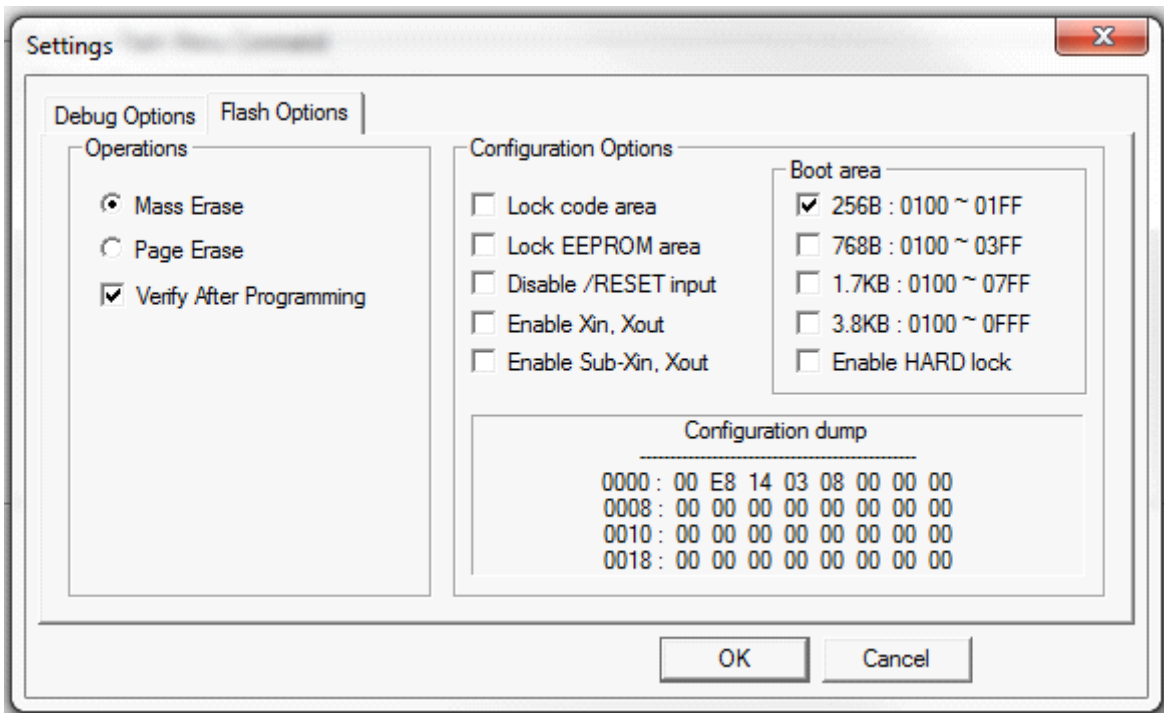 Settings
Debug Options
Flash Options
Operations
Mass Erase
Page Erase
Verify After Programming
Configuration Options
Lock code area
Lock EEPROM area
Disable /RESET input
Enable Xin, Xout
Enable Sub-Xin, Xout
Boot area
256B : 0100 ~ 01FF
768B : 0100 ~ 03FF
1.7KB : 0100 ~ 07FF
3.8KB : 0100 ~ 0FFF
Enable HARD lock
Configuration dump
--------------------------------------------
0000 : 00 E8 14 03 08 00 00 00
0008 : 00 00 00 00 00 00 00 00
0010 : 00 00 00 00 00 00 00 00
0018 : 00 00 00 00 00 00 00 00
OK
Cancel